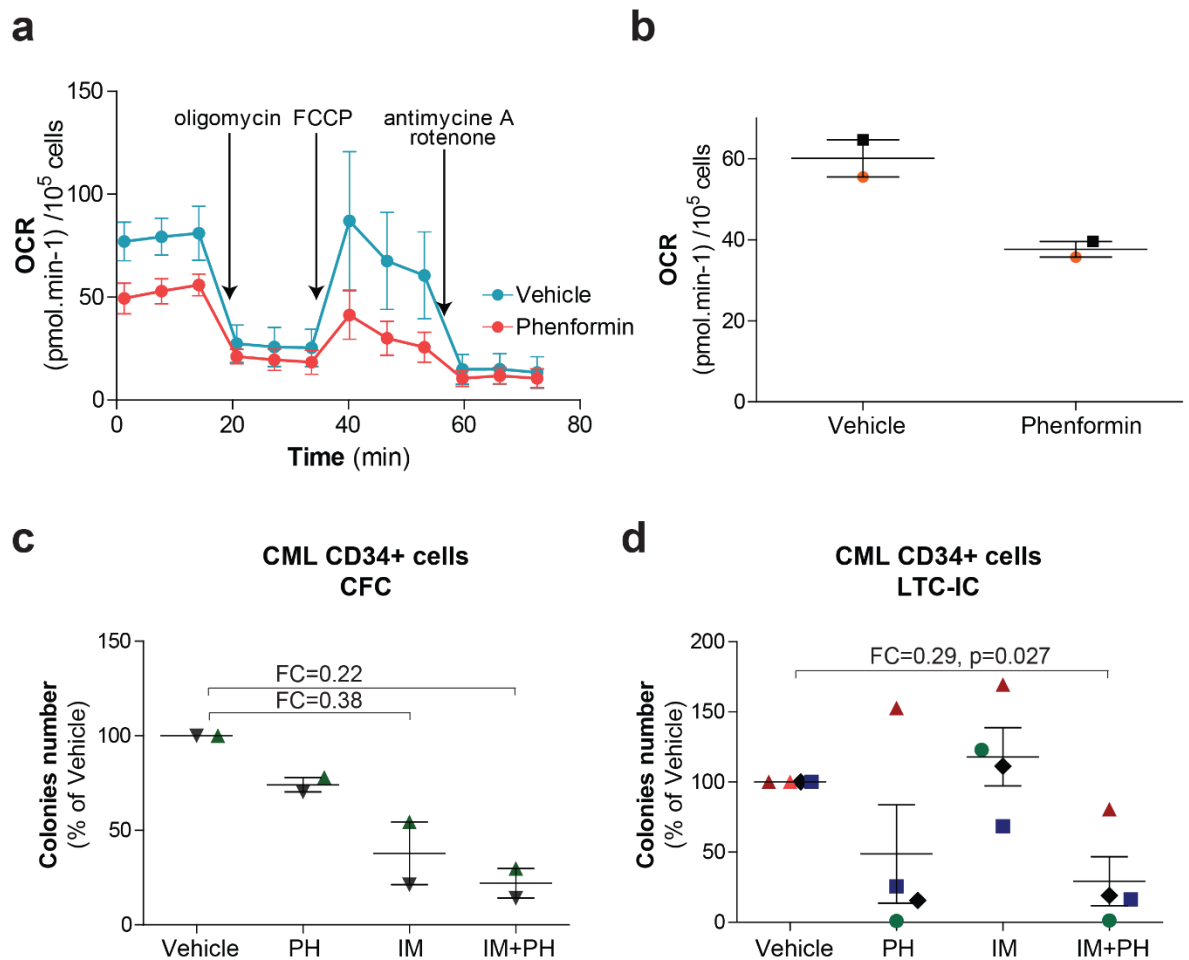 a
150
100
50
0
OCR
(pmol.min-1) /10⁵ cells
oligomycin
FCCP
antimycine A
rotenone
Vehicle
Phenformin
0 20 40 60 80
Time (min)
b
60
40
20
0
OCR
(pmol.min-1) /10⁵ cells
Vehicle Phenformin
c
CML CD34+ cells
CFC
150
100
50
0
Colonies number
(% of Vehicle)
FC=0.22
FC=0.38
Vehicle PH IM IM+PH
d
CML CD34+ cells
LTC-IC
200
150
100
50
0
Colonies number
(% of Vehicle)
FC=0.29, p=0.027
Vehicle PH IM IM+PH